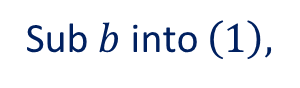 Sub b into (1),